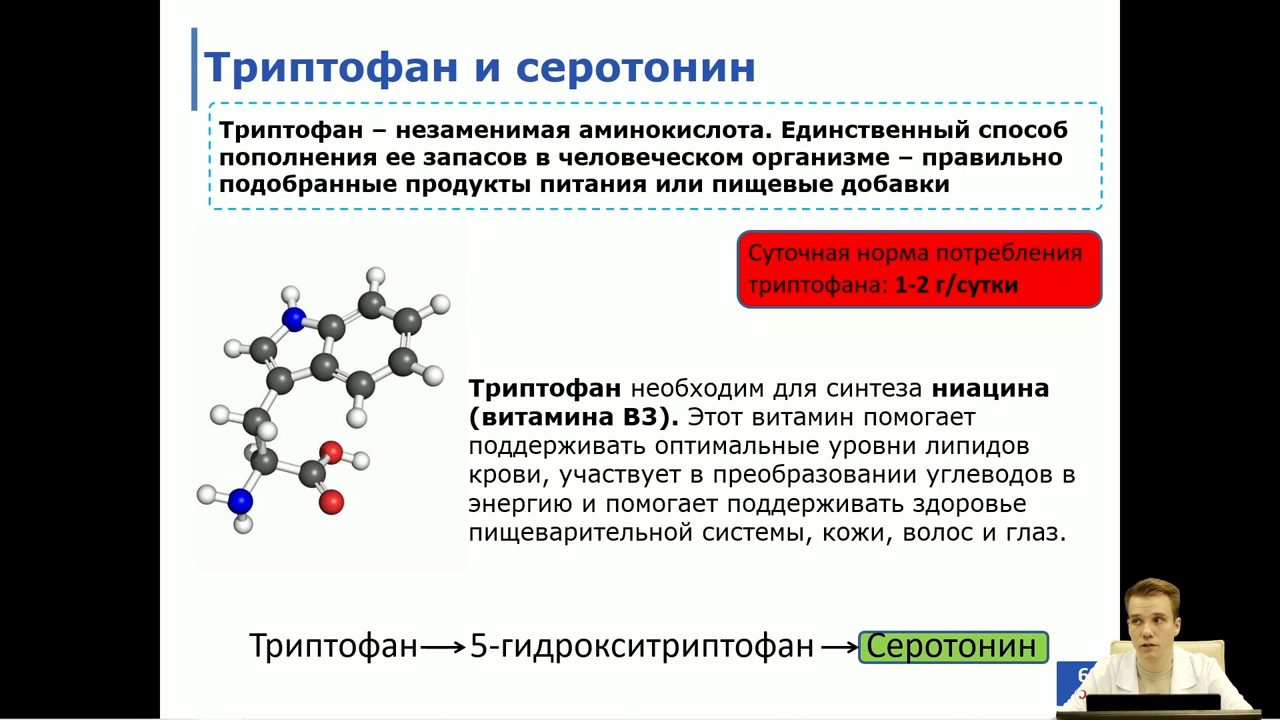 Триптофан и серотонин
Триптофан – незаменимая аминокислота. Единственный способ
пополнения ее запасов в человеческом организме – правильно
подобранные продукты питания или пищевые добавки
Суточная норма потребления
триптофана: 1-2 г/сутки
Триптофан необходим для синтеза ниацина
(витамина B3). Этот витамин помогает
поддерживать оптимальные уровни липидов
крови, участвует в преобразовании углеводов в
энергию и помогает поддерживать здоровье
пищеварительной системы, кожи, волос и глаз.
Триптофан → 5-гидрокситриптофан → Серотонин